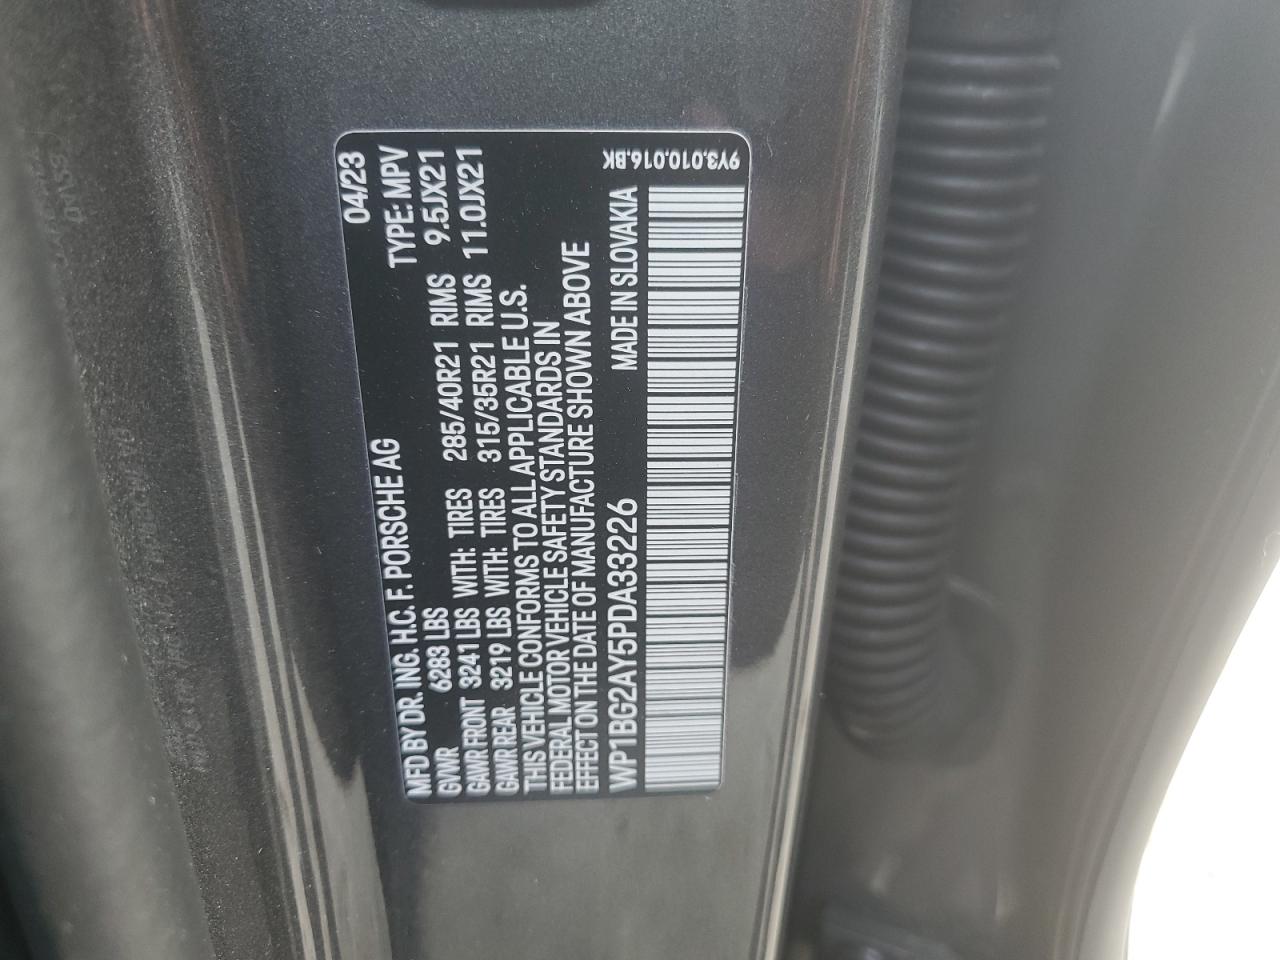 MFD BY DR. ING. H.C. F. PORSCHE AG 04/23
GVWR 6283 LBS TYPE: MPV
GAWR FRONT 3241 LBS WITH: TIRES 285/40R21 RIMS 9.5JX21
GAWR REAR 3219 LBS WITH: TIRES 315/35R21 RIMS 11.0JX21
THIS VEHICLE CONFORMS TO ALL APPLICABLE U.S.
FEDERAL MOTOR VEHICLE SAFETY STANDARDS IN
EFFECT ON THE DATE OF MANUFACTURE SHOWN ABOVE
WP1BG2AY5PDA33226 MADE IN SLOVAKIA
9Y3.010.016.BK